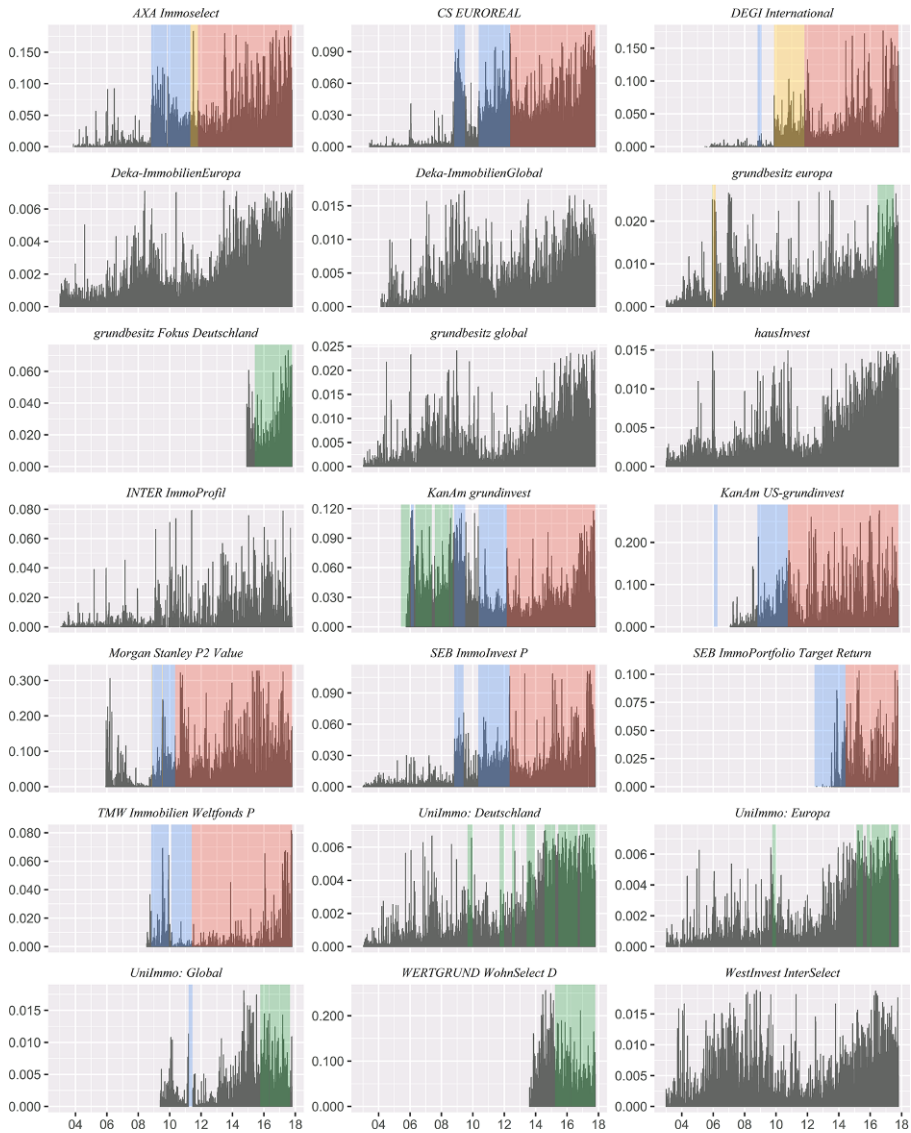 AXA Immoselect CS EUROREAL DEGI International
0.150 0.090 0.150
0.100 0.060 0.100
0.050 0.030 0.050
0.000 0.000 0.000
Deka-ImmobilienEuropa Deka-ImmobilienGlobal grundbesitz europa
0.006 0.015 0.020
0.004 0.010 0.010
0.002 0.005
0.000 0.000 0.000
grundbesitz Fokus Deutschland grundbesitz global hausInvest
0.025 0.015
0.060 0.020
0.040 0.015 0.010
0.020 0.010 0.005
0.005
0.000 0.000 0.000
INTER ImmoProfil KanAm grundinvest KanAm US-grundinvest
0.080 0.120
0.060 0.090 0.200
0.040 0.060 0.100
0.020 0.030
0.000 0.000 0.000
Morgan Stanley P2 Value SEB ImmoInvest P SEB ImmoPortfolio Target Return
0.300 0.090 0.100
0.200 0.060 0.075
0.050
0.100 0.030 0.025
0.000 0.000 0.000
TMW Immobilien Weltfonds P UniImmo: Deutschland UniImmo: Europa
0.080 0.006 0.006
0.060
0.040 0.004 0.004
0.020 0.002 0.002
0.000 0.000 0.000
UniImmo: Global WERTGRUND WohnSelect D WestInvest InterSelect
0.015 0.200 0.015
0.010 0.100 0.010
0.005 0.005
0.000 0.000 0.000
04 06 08 10 12 14 16 18 04 06 08 10 12 14 16 18 04 06 08 10 12 14 16 18